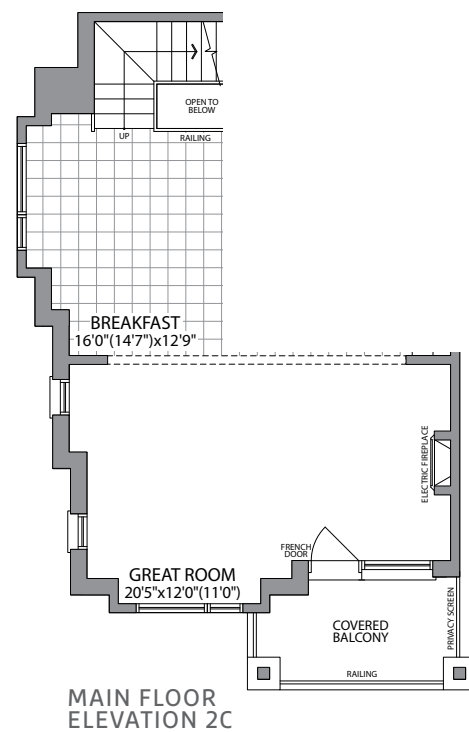 OPEN TO
BELOW
UP
RAILING
BREAKFAST
16'0"(14'7")x12'9"
ELECTRIC FIREPLACE
FRENCH
DOOR
GREAT ROOM
20'5"x12'0"(11'0")
COVERED
BALCONY
PRIVACY SCREEN
RAILING
MAIN FLOOR
ELEVATION 2C